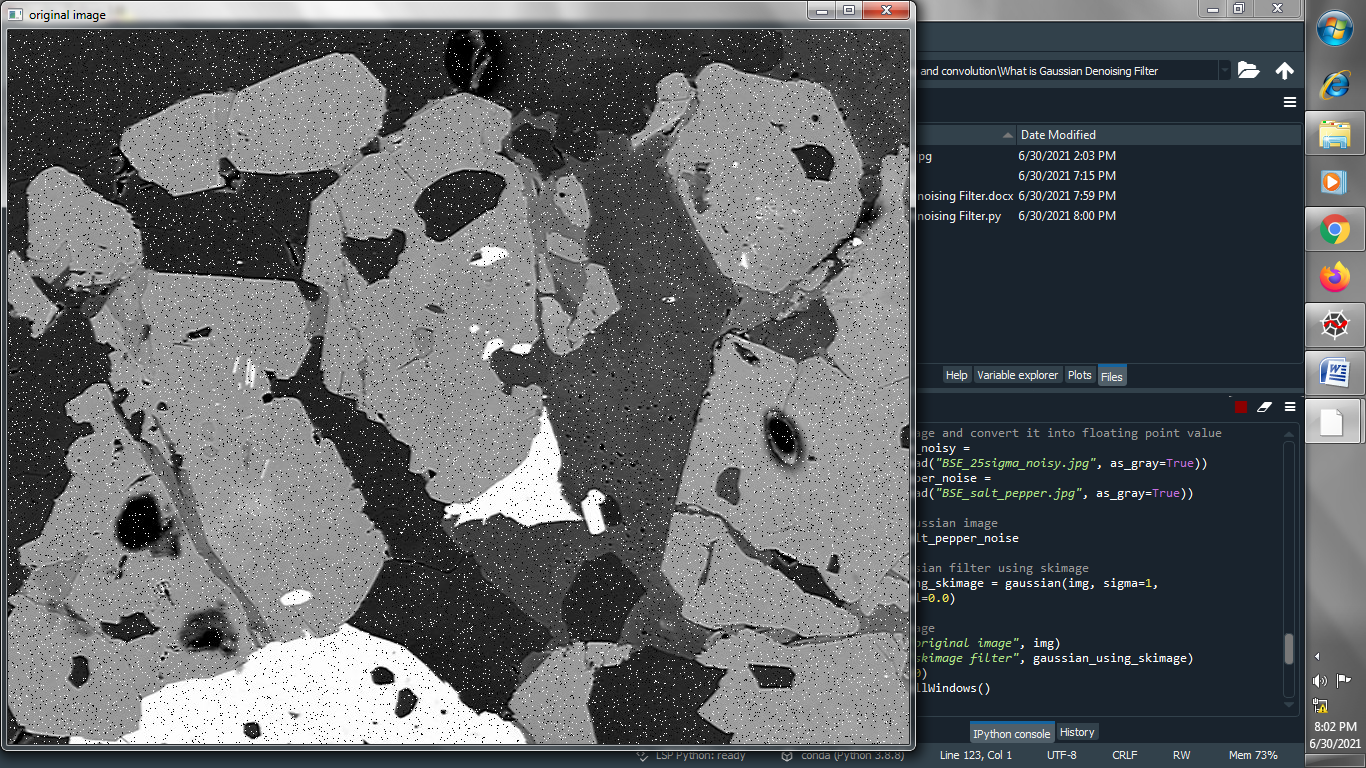 original image
and convolution\What is Gaussian Denoising Filter
Date Modified
pg 6/30/2021 2:03 PM
6/30/2021 7:15 PM
noising Filter.docx 6/30/2021 7:59 PM
noising Filter.py 6/30/2021 8:00 PM
Help Variable explorer Plots Files
age and convert it into floating point value
_noisy =
ad("BSE_25sigma_noisy.jpg", as_gray=True))
per_noise =
ad("BSE_salt_pepper.jpg", as_gray=True))
ussian image
lt_pepper_noise
sian filter using skimage
ng_skimage = gaussian(img, sigma=1,
l=0.0)
age
original image", img)
skimage filter", gaussian_using_skimage)
0)
llWindows()
IPython console History
LSP Python: ready conda (Python 3.8.8) Line 123, Col 1 UTF-8 CRLF RW Mem 73%
8:02 PM
6/30/2021